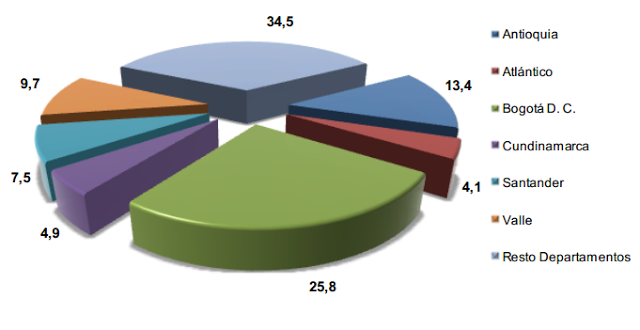 34,5
9,7
13,4
7,5
4,1
4,9
25,8
Antioquia
Atlántico
Bogotá D. C.
Cundinamarca
Santander
Valle
Resto Departamentos